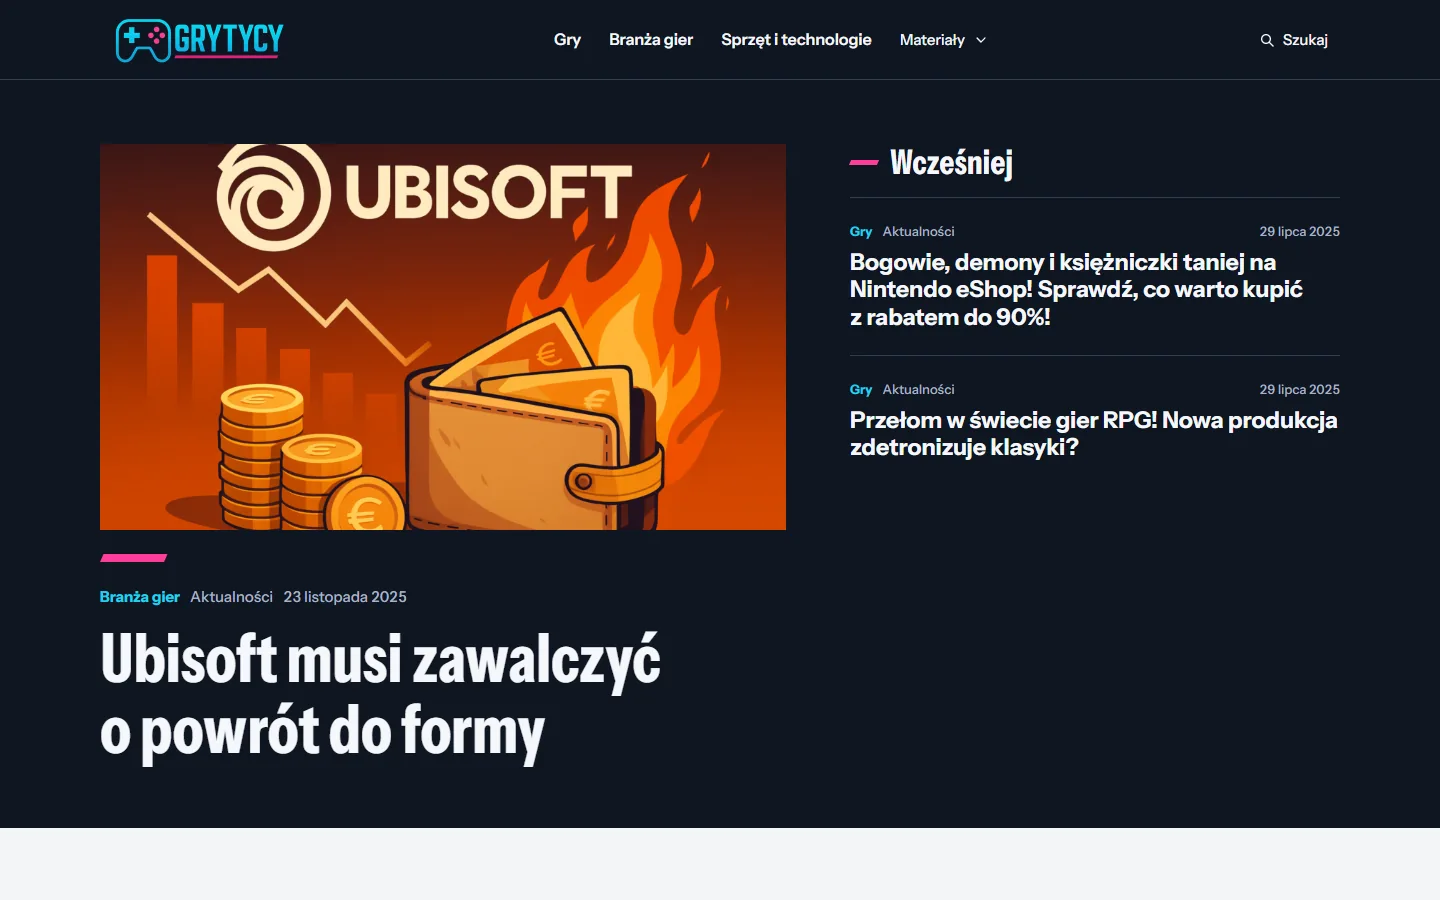 GRYTYCY
Gry
Branża gier
Sprzęt i technologie
Materiały
Szukaj
UBISOFT
Branża gier Aktualności 23 listopada 2025
Ubisoft musi zawalczyć
o powrót do formy
Wcześniej
Gry Aktualności 29 lipca 2025
Bogowie, demony i księżniczki taniej na
Nintendo eShop! Sprawdź, co warto kupić
z rabatem do 90%!
Gry Aktualności 29 lipca 2025
Przełom w świecie gier RPG! Nowa produkcja
zdetronizuje klasyki?